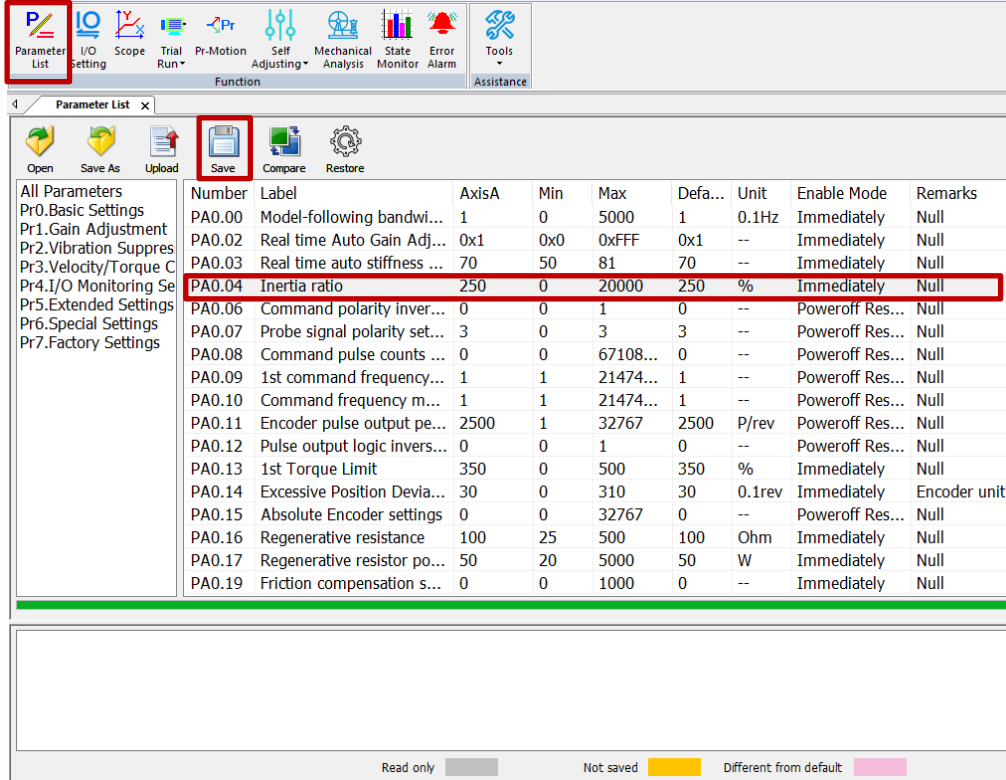 Parameter List
I/O Setting
Scope
Trial Run
Pr-Motion
Self Adjusting
Mechanical Analysis
State Monitor
Error Alarm
Tools
Function
Assistance
Parameter List x
Open Save As Upload Save Compare Restore
All Parameters
Pr0.Basic Settings
Pr1.Gain Adjustment
Pr2.Vibration Suppres
Pr3.Velocity/Torque C
Pr4.I/O Monitoring Se
Pr5.Extended Settings
Pr6.Special Settings
Pr7.Factory Settings
Number Label AxisA Min Max Defa... Unit Enable Mode Remarks
PA0.00 Model-following bandwi... 1 0 5000 1 0.1Hz Immediately Null
PA0.02 Real time Auto Gain Adj... 0x1 0x0 0xFFF 0x1 -- Immediately Null
PA0.03 Real time auto stiffness ... 70 50 81 70 -- Immediately Null
PA0.04 Inertia ratio 250 0 20000 250 % Immediately Null
PA0.06 Command polarity inver... 0 0 1 0 -- Poweroff Res... Null
PA0.07 Probe signal polarity set... 3 0 3 3 -- Poweroff Res... Null
PA0.08 Command pulse counts ... 0 0 67108... 0 -- Poweroff Res... Null
PA0.09 1st command frequency... 1 1 21474... 1 -- Poweroff Res... Null
PA0.10 Command frequency m... 1 1 21474... 1 -- Poweroff Res... Null
PA0.11 Encoder pulse output pe... 2500 1 32767 2500 P/rev Poweroff Res... Null
PA0.12 Pulse output logic invers... 0 0 1 0 -- Poweroff Res... Null
PA0.13 1st Torque Limit 350 0 500 350 % Immediately Null
PA0.14 Excessive Position Devia... 30 0 310 30 0.1rev Immediately Encoder unit
PA0.15 Absolute Encoder settings 0 0 32767 0 -- Poweroff Res... Null
PA0.16 Regenerative resistance 100 25 500 100 Ohm Immediately Null
PA0.17 Regenerative resistor po... 50 20 5000 50 W Immediately Null
PA0.19 Friction compensation s... 0 0 1000 0 -- Immediately Null
Read only Not saved Different from default